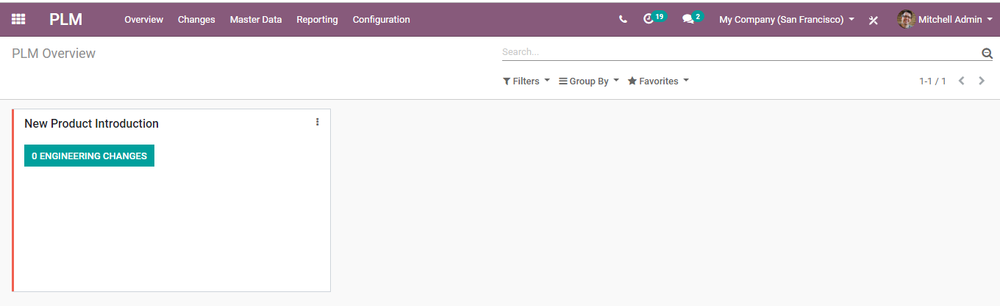 PLM Overview Changes Master Data Reporting Configuration 19 2 My Company (San Francisco) Mitchell Admin
PLM Overview Search...
Filters Group By Favorites 1-1 / 1
New Product Introduction
0 ENGINEERING CHANGES